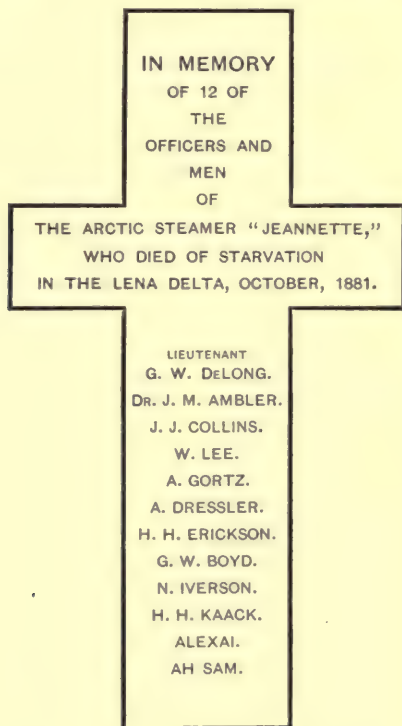 IN MEMORY
OF 12 OF
THE
OFFICERS AND
MEN
OF
THE ARCTIC STEAMER "JEANNETTE,"
WHO DIED OF STARVATION
IN THE LENA DELTA, OCTOBER, 1881.
LIEUTENANT
G. W. DELONG.
DR. J. M. AMBLER.
J. J. COLLINS.
W. LEE.
A. GORTZ.
A. DRESSLER.
H. H. ERICKSON.
G. W. BOYD.
N. IVERSON.
H. H. KAACK.
ALEXAI.
AH SAM.